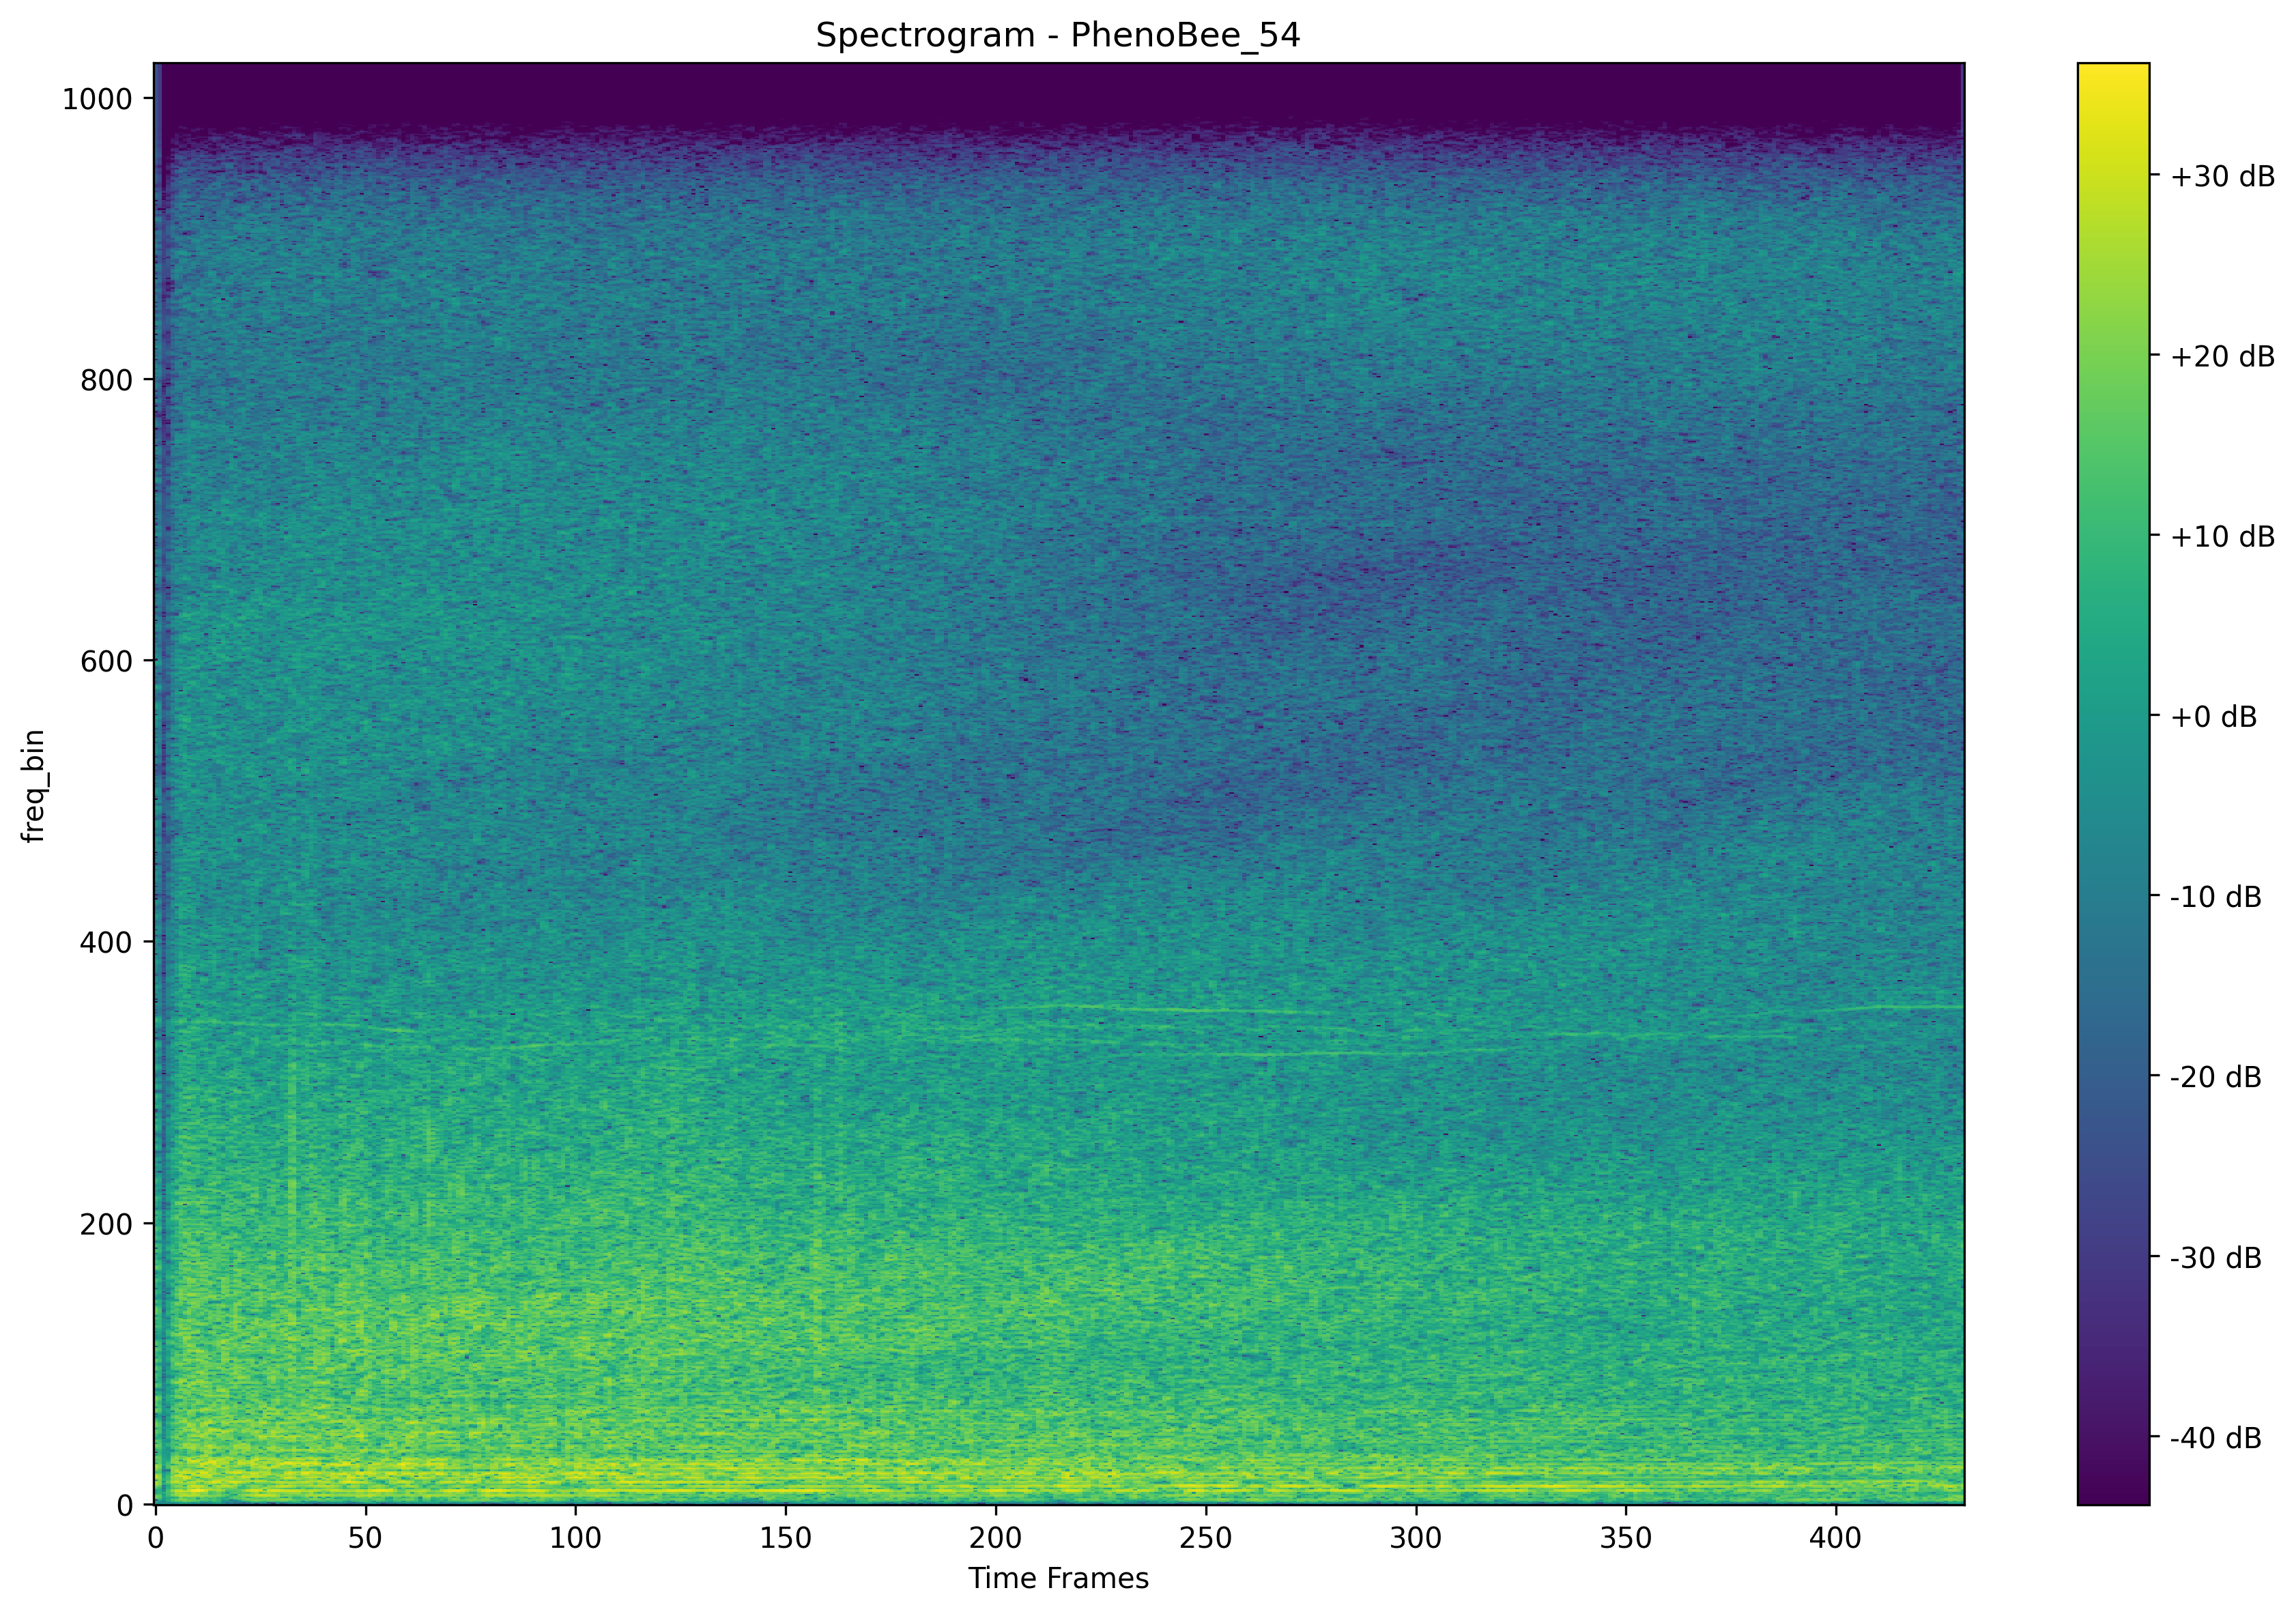 Spectrogram - PhenoBee_54
1000
800
600
400
200
0
freq_bin
0 50 100 150 200 250 300 350 400
Time Frames
+30 dB
+20 dB
+10 dB
+0 dB
-10 dB
-20 dB
-30 dB
-40 dB